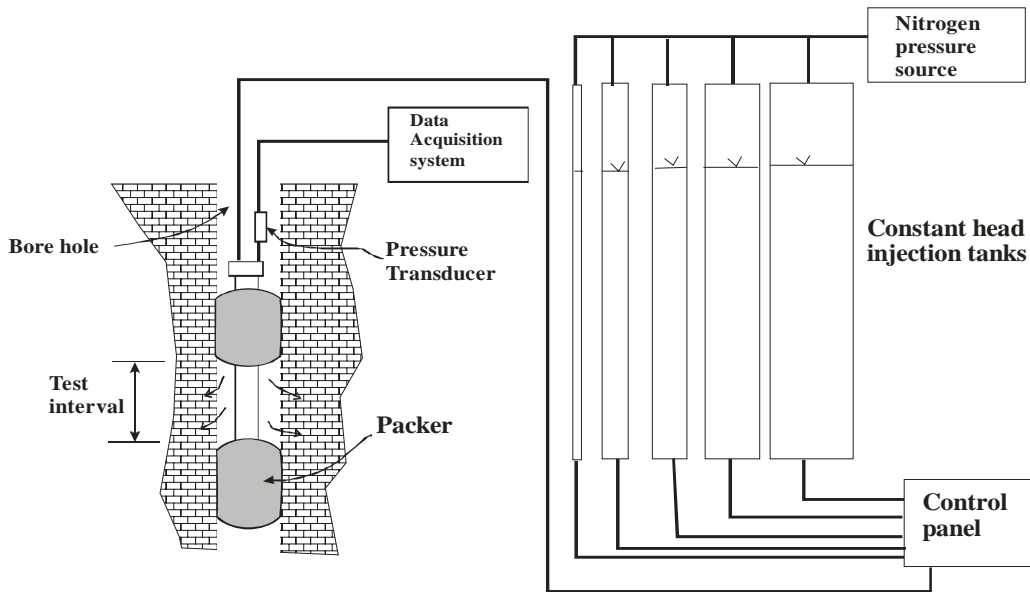 Nitrogen
pressure
source
Data
Acquisition
system
Bore hole
Pressure
Transducer
Constant head
injection tanks
Test
interval
Packer
Control
panel